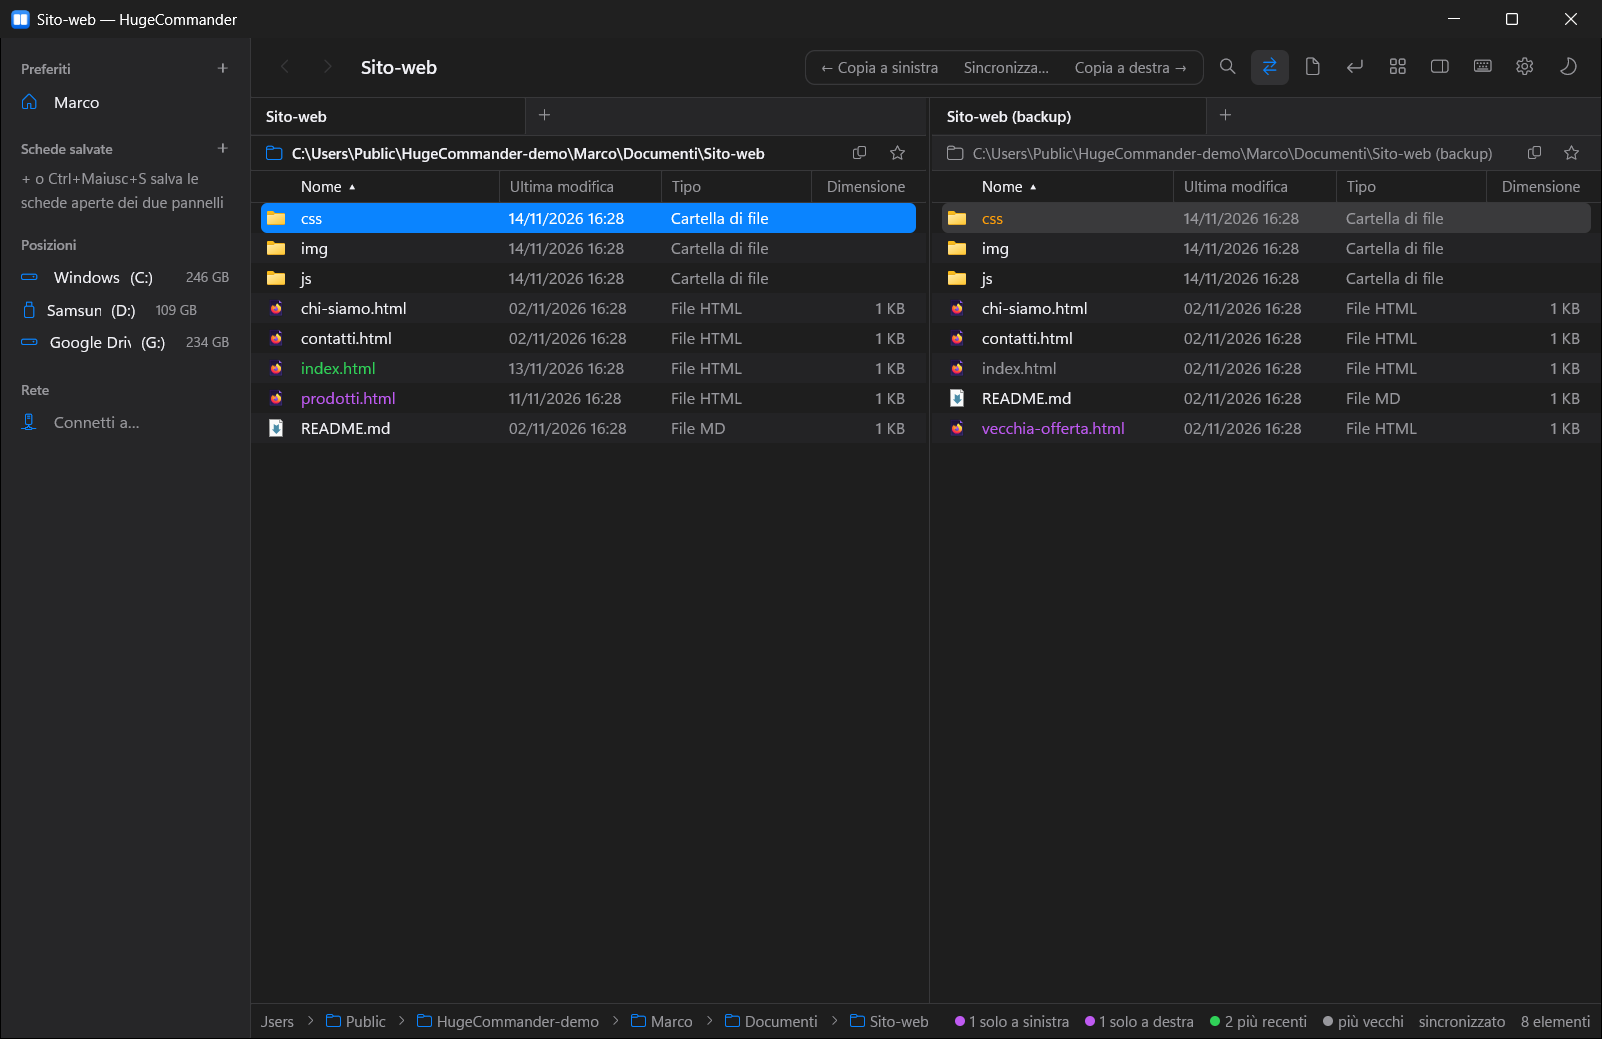 Sito-web — HugeCommander
Preferiti
Marco
Schede salvate
+ o Ctrl+Maiusc+S salva le
schede aperte dei due pannelli
Posizioni
Windows (C:) 246 GB
Samsun (D:) 109 GB
Google Driv (G:) 234 GB
Rete
Connetti a...
Sito-web
← Copia a sinistra Sincronizza... Copia a destra →
Sito-web
C:\Users\Public\HugeCommander-demo\Marco\Documenti\Sito-web
Nome Ultima modifica Tipo Dimensione
css 14/11/2026 16:28 Cartella di file
img 14/11/2026 16:28 Cartella di file
js 14/11/2026 16:28 Cartella di file
chi-siamo.html 02/11/2026 16:28 File HTML 1 KB
contatti.html 02/11/2026 16:28 File HTML 1 KB
index.html 13/11/2026 16:28 File HTML 1 KB
prodotti.html 11/11/2026 16:28 File HTML 1 KB
README.md 02/11/2026 16:28 File MD 1 KB
Sito-web (backup)
C:\Users\Public\HugeCommander-demo\Marco\Documenti\Sito-web (backup)
Nome Ultima modifica Tipo Dimensione
css 14/11/2026 16:28 Cartella di file
img 14/11/2026 16:28 Cartella di file
js 14/11/2026 16:28 Cartella di file
chi-siamo.html 02/11/2026 16:28 File HTML 1 KB
contatti.html 02/11/2026 16:28 File HTML 1 KB
index.html 02/11/2026 16:28 File HTML 1 KB
README.md 02/11/2026 16:28 File MD 1 KB
vecchia-offerta.html 02/11/2026 16:28 File HTML 1 KB
Jsers > Public > HugeCommander-demo > Marco > Documenti > Sito-web
1 solo a sinistra 1 solo a destra 2 più recenti più vecchi sincronizzato 8 elementi